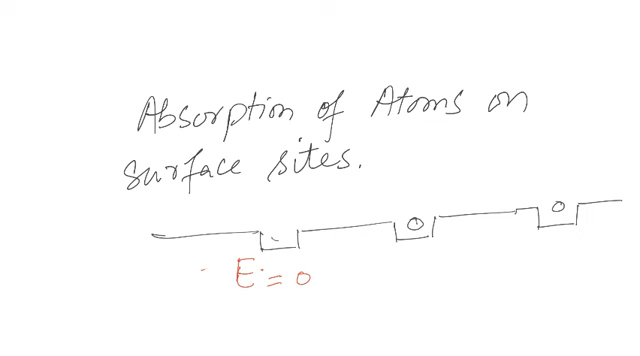 Absorption of Atoms on
surface sites.
E = 0